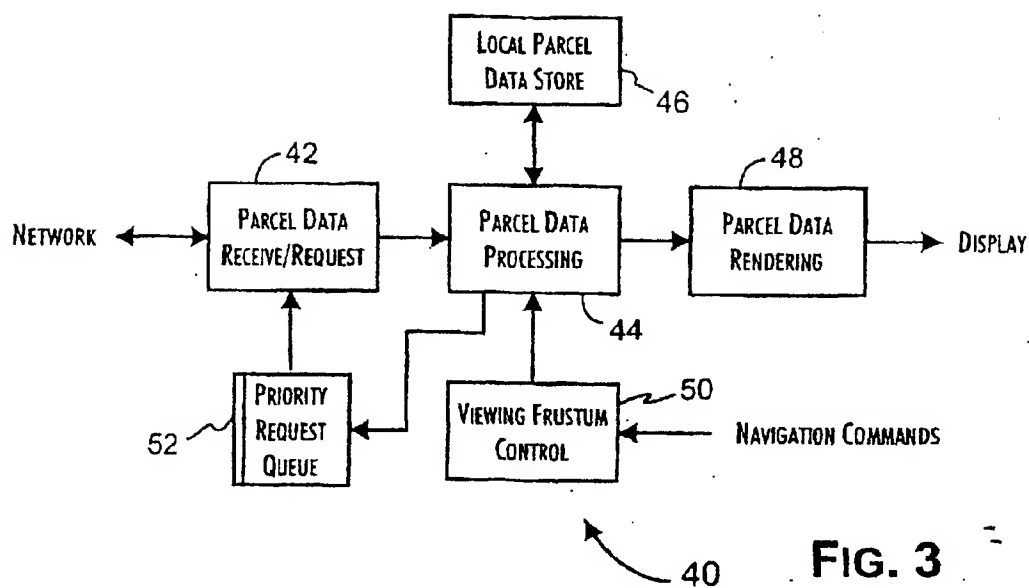 LOCAL PARCEL
DATA STORE
46
42
48
NETWORK
PARCEL DATA
RECEIVE/REQUEST
PARCEL DATA
PROCESSING
PARCEL DATA
RENDERING
DISPLAY
44
52
PRIORITY
REQUEST
QUEUE
VIEWING FRUSTUM
CONTROL
50
NAVIGATION COMMANDS
40
FIG. 3